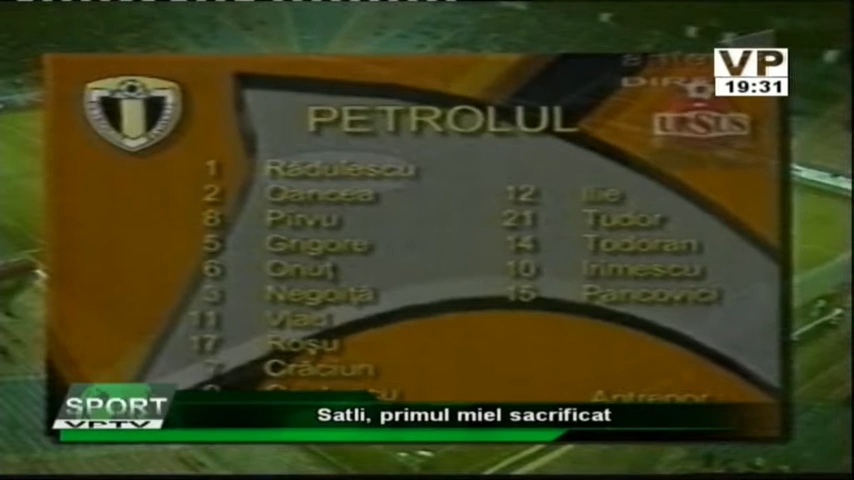 VP
19:31
PETROLUL
1 Rădulescu
2 Oancea 12 Ilie
8 Pîrvu 21 Tudor
5 Grigore 14 Todoran
6 Onuț 10 Irimescu
3 Negoiță 15 Pancovici
11 Vlad
17 Roșu
7 Crăciun
Antrenor
URSUS
SPORT
VPTV
Satli, primul miel sacrificat